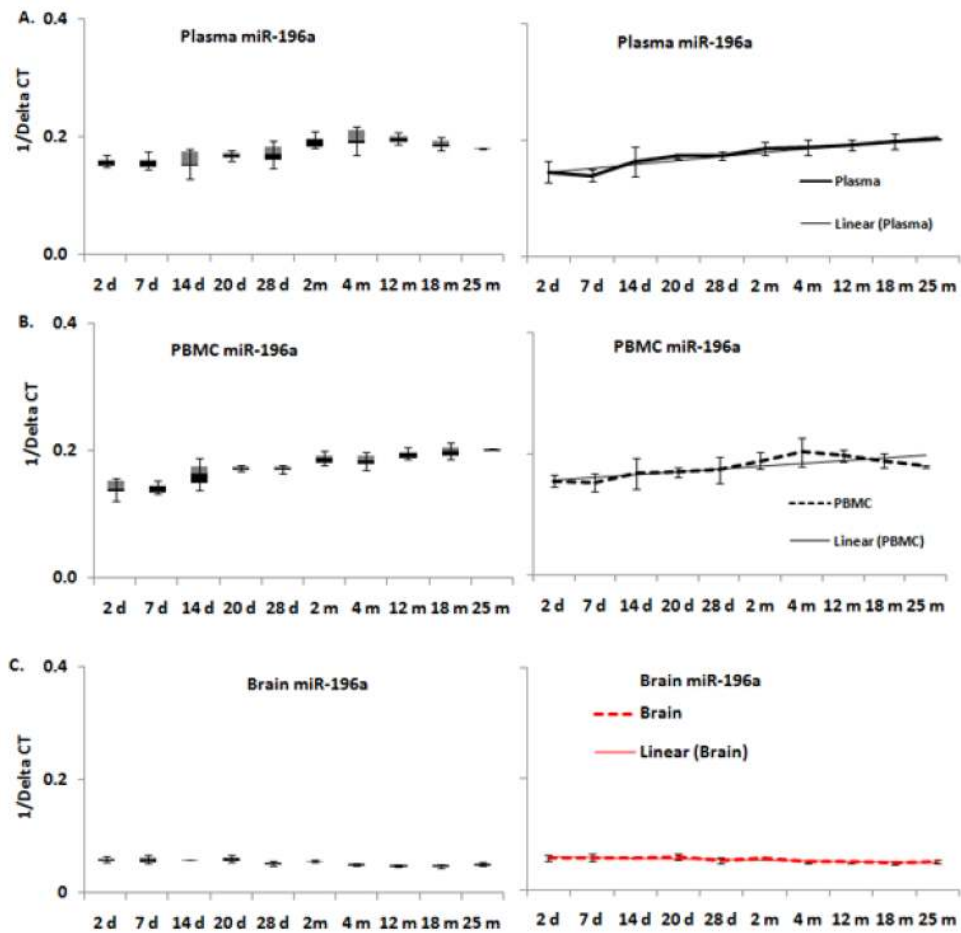 A.
0.4
Plasma miR-196a
1/Delta CT
0.2
0.0
2 d 7 d 14 d 20 d 28 d 2m 4 m 12 m 18 m 25 m
Plasma miR-196a
Plasma
Linear (Plasma)
2 d 7 d 14 d 20 d 28 d 2 m 4 m 12 m 18 m 25 m
B.
0.4
PBMC miR-196a
1/Delta CT
0.2
0.0
2 d 7 d 14 d 20 d 28 d 2 m 4 m 12 m 18 m 25 m
PBMC miR-196a
PBMC
Linear (PBMC)
2 d 7 d 14 d 20 d 28 d 2 m 4 m 12 m 18 m 25 m
C.
0.4
Brain miR-196a
1/Delta CT
0.2
0
2 d 7 d 14 d 20 d 28 d 2 m 4 m 12 m 18 m 25 m
Brain miR-196a
Brain
Linear (Brain)
2 d 7 d 14 d 20 d 28 d 2 m 4 m 12 m 18 m 25 m